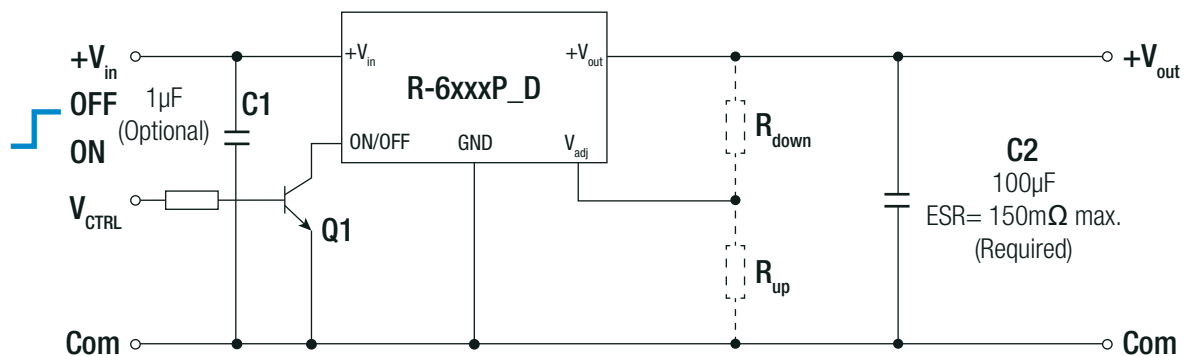 +Vin
OFF
ON
1µF
(Optional)
C1
+Vin
+Vout
R-6xxxP_D
ON/OFF
GND
Vadj
VCTRL
Q1
Rdown
Rup
C2
100µF
ESR= 150mΩ max.
(Required)
+Vout
Com
Com